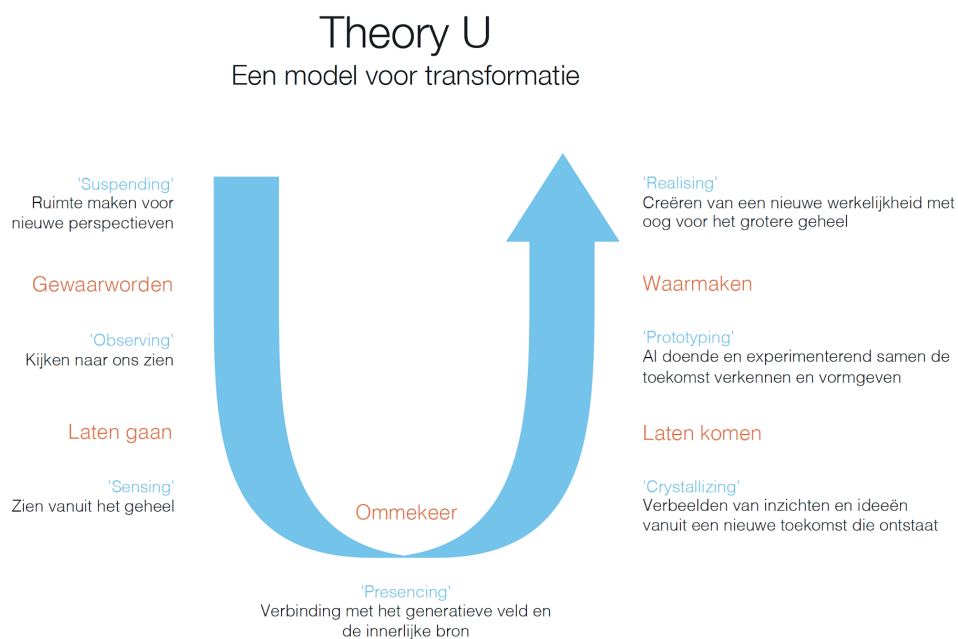 Theory U
Een model voor transformatie
'Suspending'
Ruimte maken voor
nieuwe perspectieven
Gewaarworden
'Observing'
Kijken naar ons zien
Laten gaan
'Sensing'
Zien vanuit het geheel
Ommekeer
'Presencing'
Verbinding met het generatieve veld en
de innerlijke bron
'Realising'
Creëren van een nieuwe werkelijkheid met
oog voor het grotere geheel
Waarmaken
'Prototyping'
Al doende en experimenterend samen de
toekomst verkennen en vormgeven
Laten komen
'Crystallizing'
Verbeelden van inzichten en ideeën
vanuit een nieuwe toekomst die ontstaat